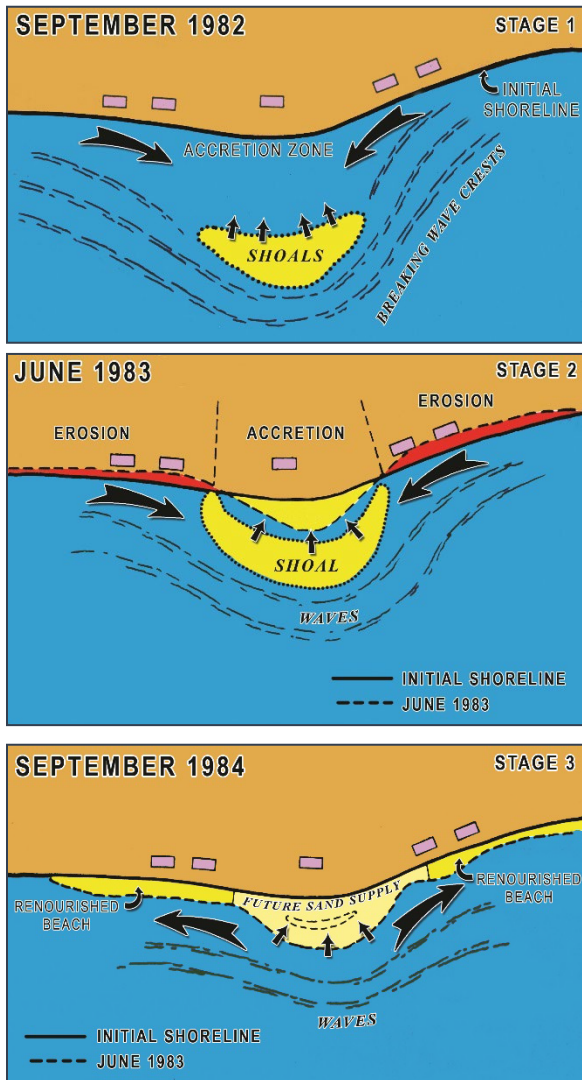 SEPTEMBER 1982
STAGE 1
INITIAL
SHORELINE
ACCRETION ZONE
SHOALS
BREAKING WAVE CRESTS
JUNE 1983
STAGE 2
EROSION
ACCRETION
EROSION
SHOAL
WAVES
INITIAL SHORELINE
JUNE 1983
SEPTEMBER 1984
STAGE 3
FUTURE SAND SUPPLY
RENOURISHED
BEACH
RENOURISHED
BEACH
WAVES
INITIAL SHORELINE
JUNE 1983